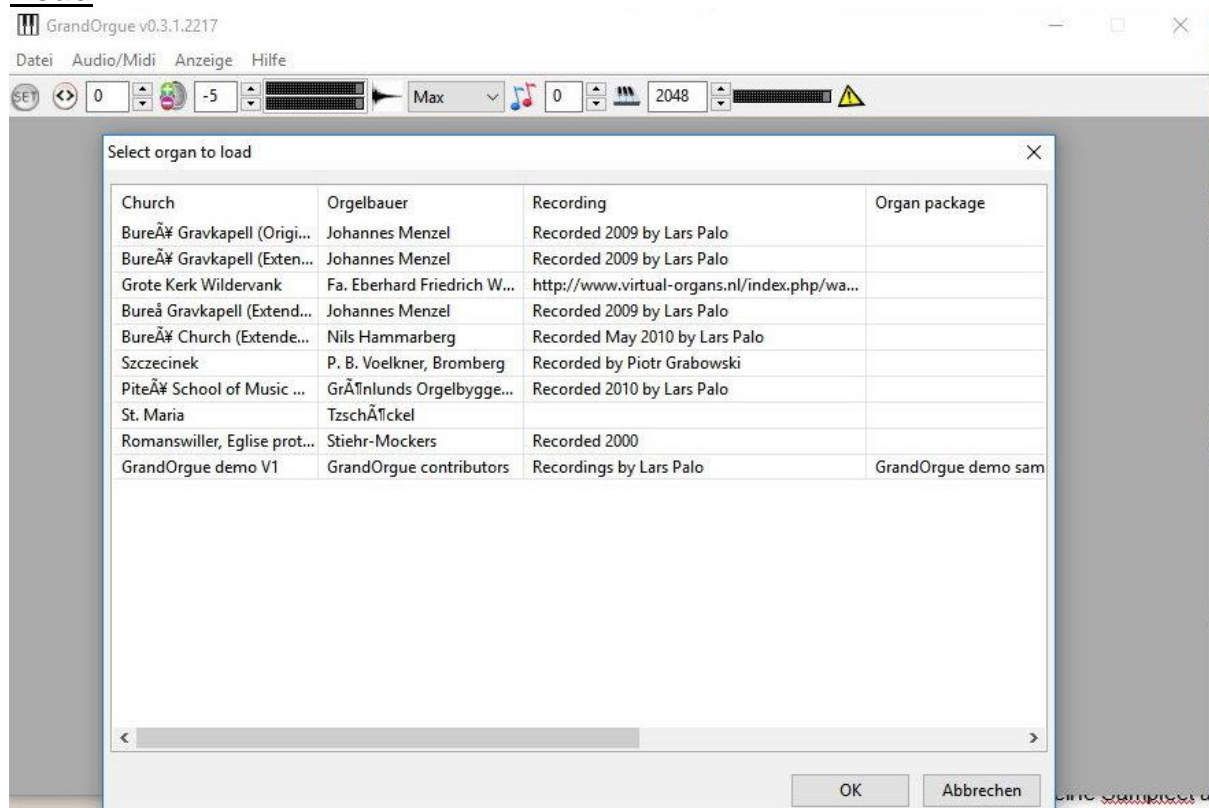 GrandOrgue v0.3.1.2217
Datei Audio/Midi Anzeige Hilfe
SET 0 -5 Max 0 2048
Select organ to load
Church Orgelbauer Recording Organ package
BureÃ¥ Gravkapell (Origi... Johannes Menzel Recorded 2009 by Lars Palo
BureÃ¥ Gravkapell (Exten... Johannes Menzel Recorded 2009 by Lars Palo
Grote Kerk Wildervank Fa. Eberhard Friedrich W... http://www.virtual-organs.nl/index.php/wa...
Bureå Gravkapell (Extend... Johannes Menzel Recorded 2009 by Lars Palo
BureÃ¥ Church (Extende... Nils Hammarberg Recorded May 2010 by Lars Palo
Szczecinek P. B. Voelkner, Bromberg Recorded by Piotr Grabowski
PiteÃ¥ School of Music ... GrÃ¶nlunds Orgelbygge... Recorded 2010 by Lars Palo
St. Maria TzschÃ¶ckel
Romanswiller, Eglise prot... Stiehr-Mockers Recorded 2000
GrandOrgue demo V1 GrandOrgue contributors Recordings by Lars Palo GrandOrgue demo sam
OK Abbrechen